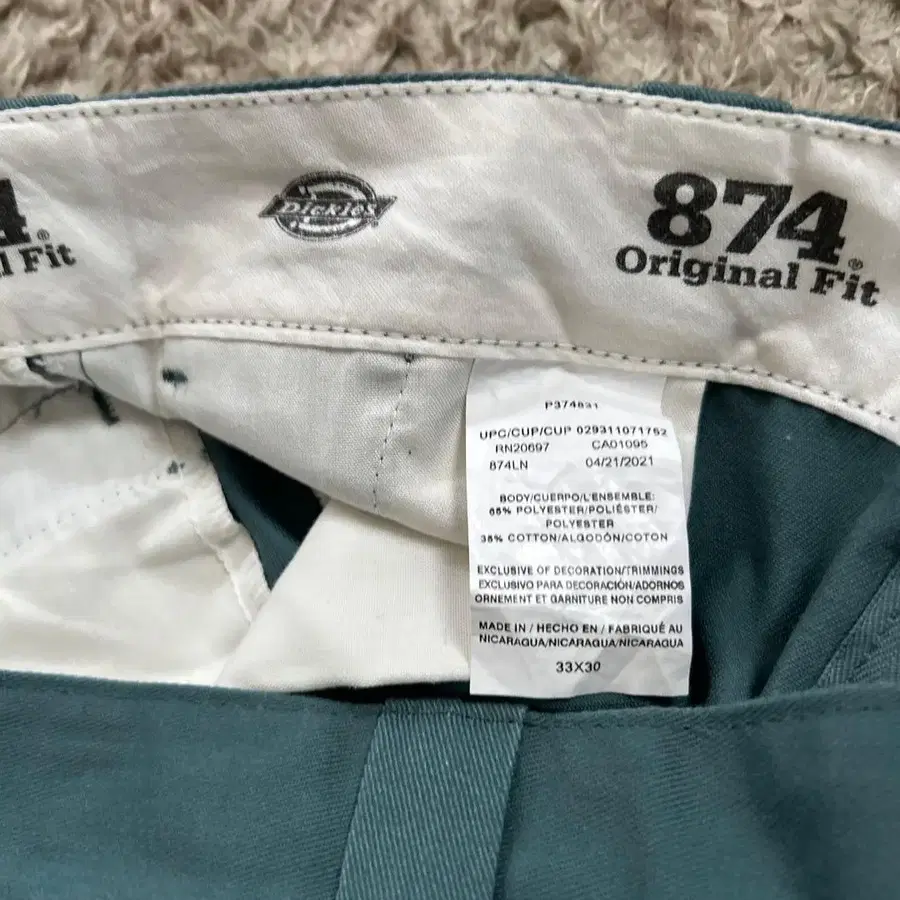 4®
l Fit
Dickies
874®
Original Fit
P374831
UPC/CUP/CUP 029311071752
RN20697 CA01095
874LN 04/21/2021
BODY/CUERPO/L'ENSEMBLE:
65% POLYESTER/POLIÉSTER/
POLYESTER
35% COTTON/ALGODÓN/COTON
EXCLUSIVE OF DECORATION/TRIMMINGS
EXCLUSIVO PARA DECORACIÓN/ADORNOS
ORNEMENT ET GARNITURE NON COMPRIS
MADE IN / HECHO EN / FABRIQUÉ AU
NICARAGUA/NICARAGUA/NICARAGUA
33X30